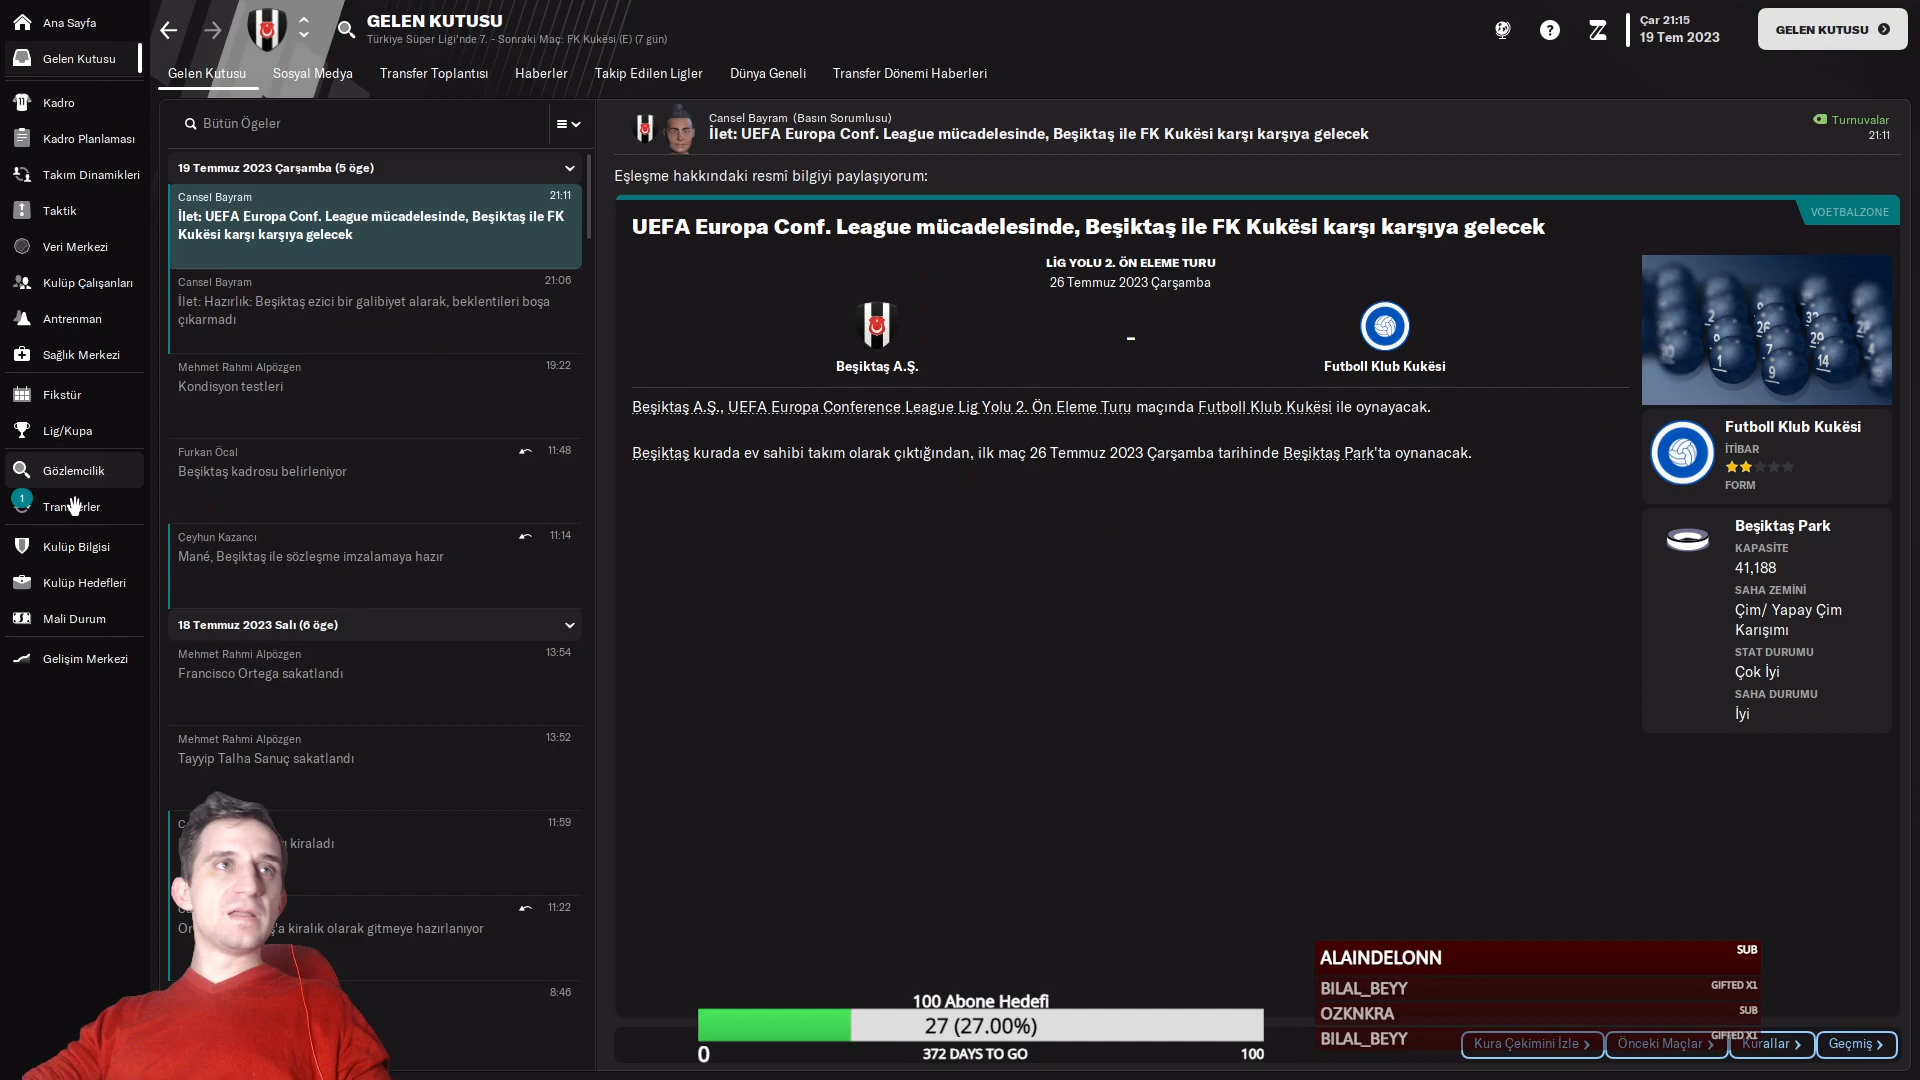 Ana Sayfa
Gelen Kutusu
Kadro
Kadro Planlaması
Takım Dinamikleri
Taktik
Veri Merkezi
Kulüp Çalışanları
Antrenman
Sağlık Merkezi
Fikstür
Lig/Kupa
Gözlemcilik
1
Kulüp Bilgisi
Kulüp Hedefleri
Mali Durum
Gelişim Merkezi
GELEN KUTUSU
Türkiye Süper Ligi'nde 7. - Sonraki Maç: FK Kukësi (E) (7 gün)
Çar 21:15
19 Tem 2023
GELEN KUTUSU
Gelen Kutusu
Sosyal Medya
Transfer Toplantısı
Haberler
Takip Edilen Ligler
Dünya Geneli
Transfer Dönemi Haberleri
Bütün Ögeler
19 Temmuz 2023 Çarşamba (5 öge)
Cansel Bayram 21:11
İlet: UEFA Europa Conf. League mücadelesinde, Beşiktaş ile FK
Kukësi karşı karşıya gelecek
Cansel Bayram 21:06
İlet: Hazırlık: Beşiktaş ezici bir galibiyet alarak, beklentileri boşa
çıkarmadı
Mehmet Rahmi Alpözgen 19:22
Kondisyon testleri
Furkan Öcal 11:48
Beşiktaş kadrosu belirleniyor
Ceyhun Kazancı 11:14
Mané, Beşiktaş ile sözleşme imzalamaya hazır
18 Temmuz 2023 Salı (6 öge)
Mehmet Rahmi Alpözgen 13:54
Francisco Ortega sakatlandı
Mehmet Rahmi Alpözgen 13:52
Tayyip Talha Sanuç sakatlandı
11:59
kiraladı
11:22
kiralık olarak gitmeye hazırlanıyor
8:46
Cansel Bayram (Basın Sorumlusu)
İlet: UEFA Europa Conf. League mücadelesinde, Beşiktaş ile FK Kukësi karşı karşıya gelecek
Turnuvalar
21:11
Eşleşme hakkındaki resmî bilgiyi paylaşıyorum:
UEFA Europa Conf. League mücadelesinde, Beşiktaş ile FK Kukësi karşı karşıya gelecek
VOETBALZONE
LİG YOLU 2. ÖN ELEME TURU
26 Temmuz 2023 Çarşamba
-
Beşiktaş A.Ş.
Futboll Klub Kukësi
Beşiktaş A.Ş., UEFA Europa Conference League Lig Yolu 2. Ön Eleme Turu maçında Futboll Klub Kukësi ile oynayacak.
Beşiktaş kurada ev sahibi takım olarak çıktığından, ilk maç 26 Temmuz 2023 Çarşamba tarihinde Beşiktaş Park'ta oynanacak.
Futboll Klub Kukësi
İTİBAR
FORM
Beşiktaş Park
KAPASİTE
41,188
SAHA ZEMİNİ
Çim/ Yapay Çim
Karışımı
STAT DURUMU
Çok İyi
SAHA DURUMU
İyi
100 Abone Hedefi
27 (27.00%)
0 372 DAYS TO GO 100
ALAINDELONN SUB
BILAL_BEYY GIFTED X1
OZKNKRA SUB
BILAL_BEYY GIFTED X1
Kura Çekimini İzle
Önceki Maçlar
Kurallar
Geçmiş